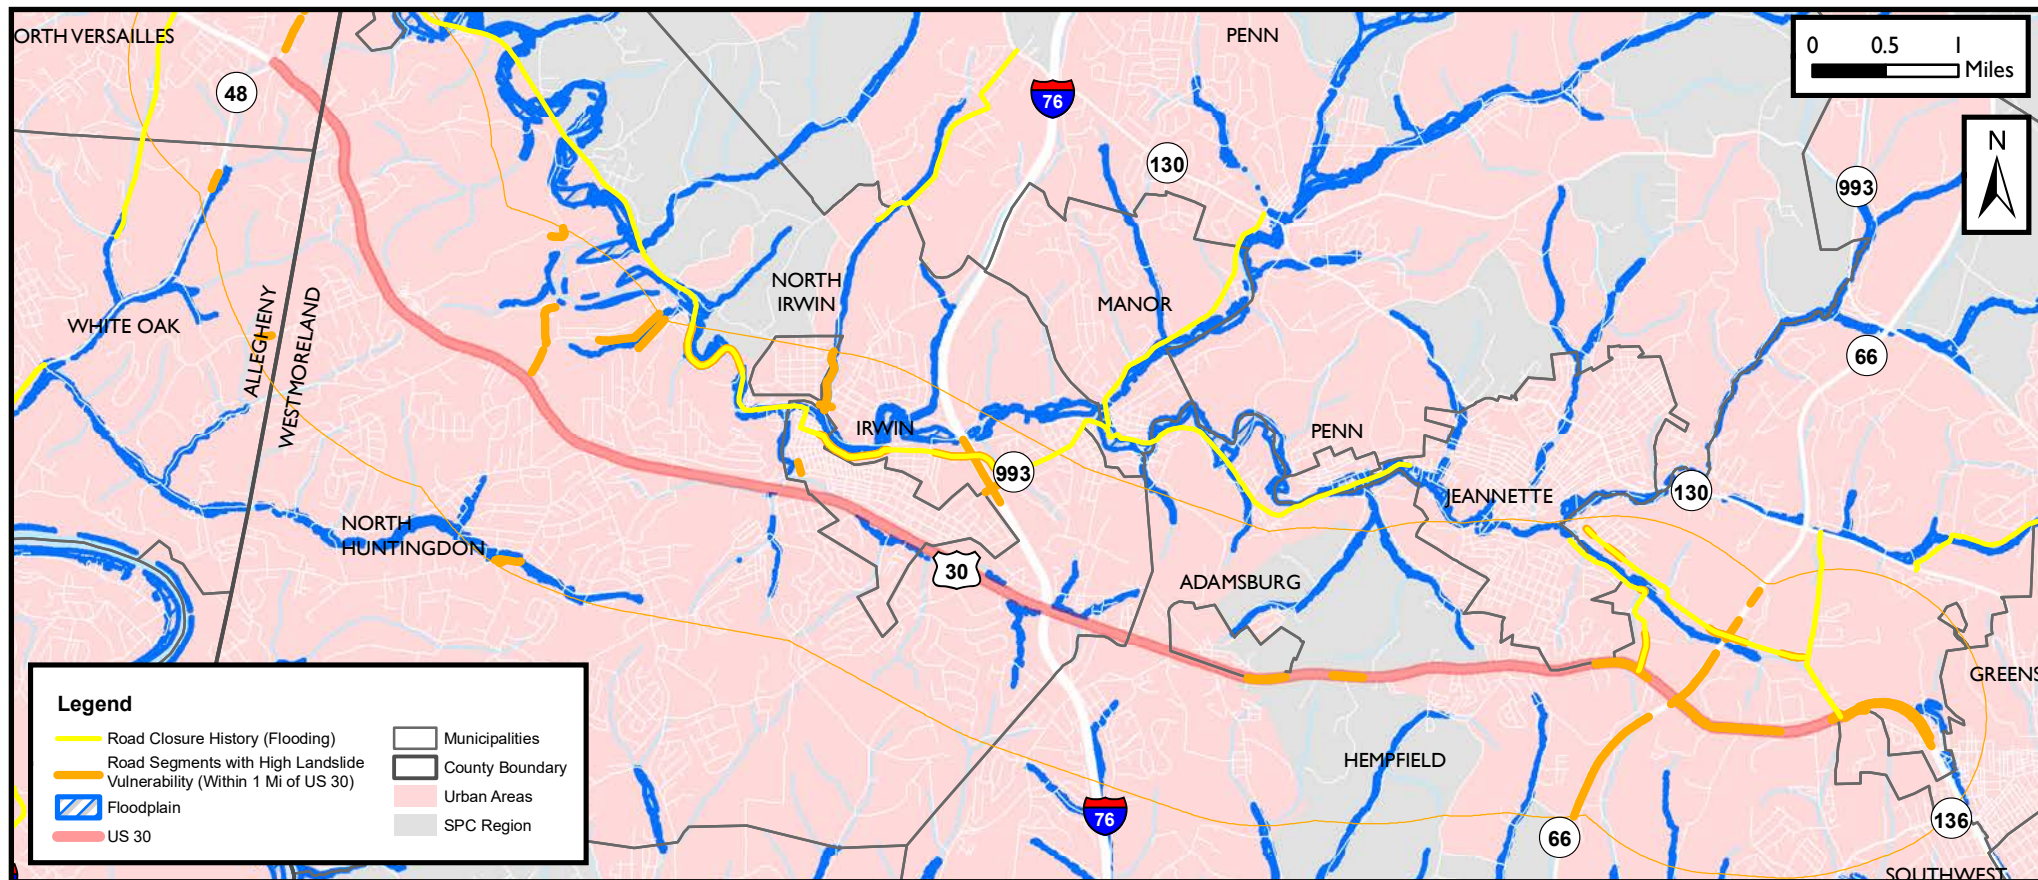 ORTH VERSAILLES
PENN
0 0.5 1
Miles
48
76
N
130
993
ALLEGHENY
WESTMORELAND
WHITE OAK
NORTH
IRWIN
MANOR
66
IRWIN
PENN
993
JEANNETTE
130
NORTH
HUNTINGDON
30
ADAMSBURG
GREENS
HEMPFIELD
76
66
136
SOUTHWEST
Legend
Road Closure History (Flooding)
Road Segments with High Landslide
Vulnerability (Within 1 Mi of US 30)
Floodplain
US 30
Municipalities
County Boundary
Urban Areas
SPC Region